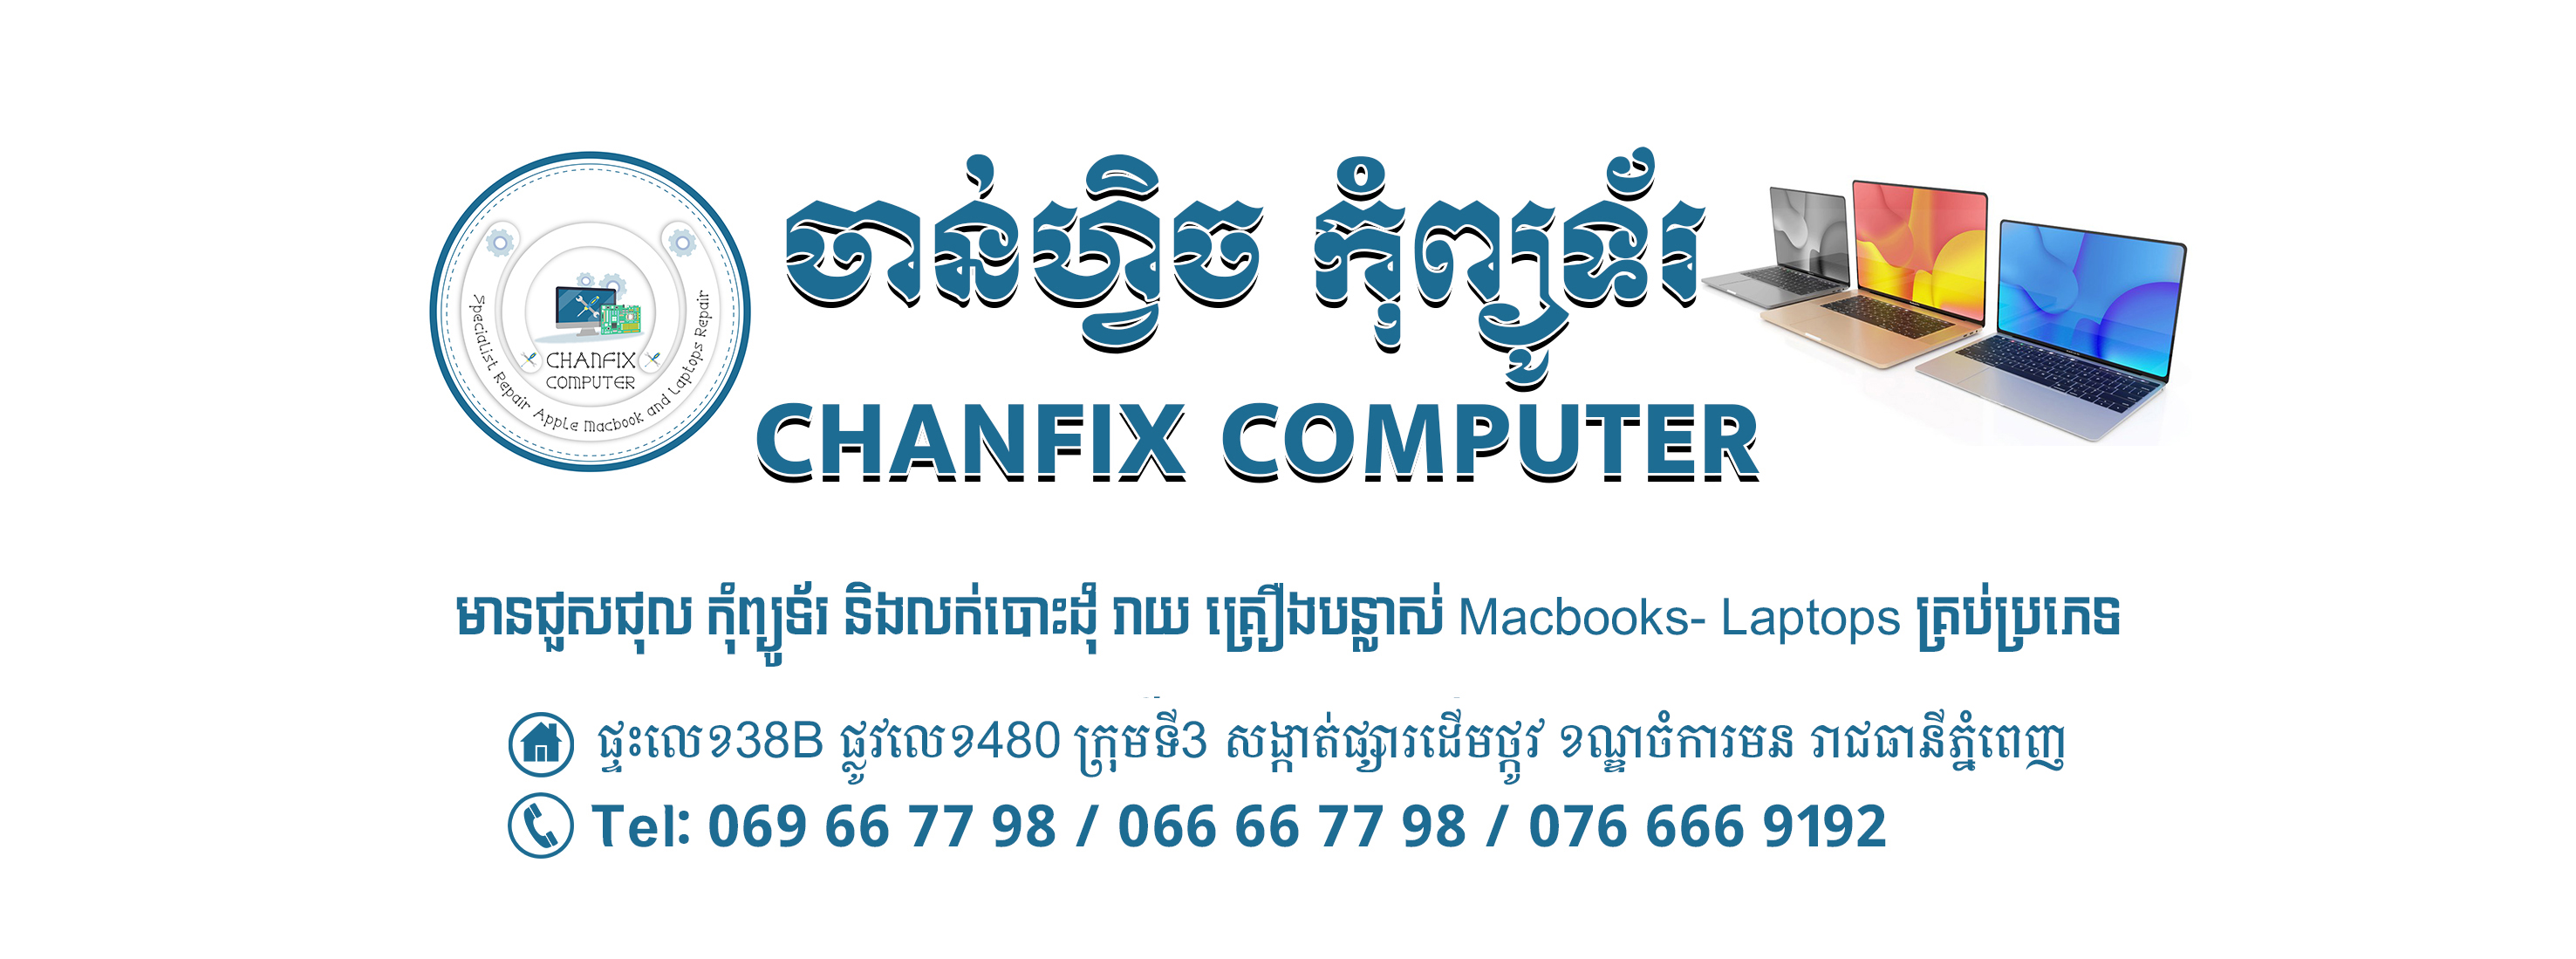 ចាន់ហ្វិច កុំព្យូទ័រ
CHANFIX COMPUTER
CHANFIX
COMPUTER
Specialist Repair Apple Macbook and Laptops Repair
មានជួសជុល កុំព្យូទ័រ និងលក់បោះដុំ រាយ គ្រឿងបន្លាស់ Macbooks- Laptops គ្រប់ប្រភេទ
ផ្ទះលេខ38B ផ្លូវលេខ480 ក្រុមទី3 សង្កាត់ផ្សារដើមថ្កូវ ខណ្ឌចំការមន រាជធានីភ្នំពេញ
Tel: 069 66 77 98 / 066 66 77 98 / 076 666 9192